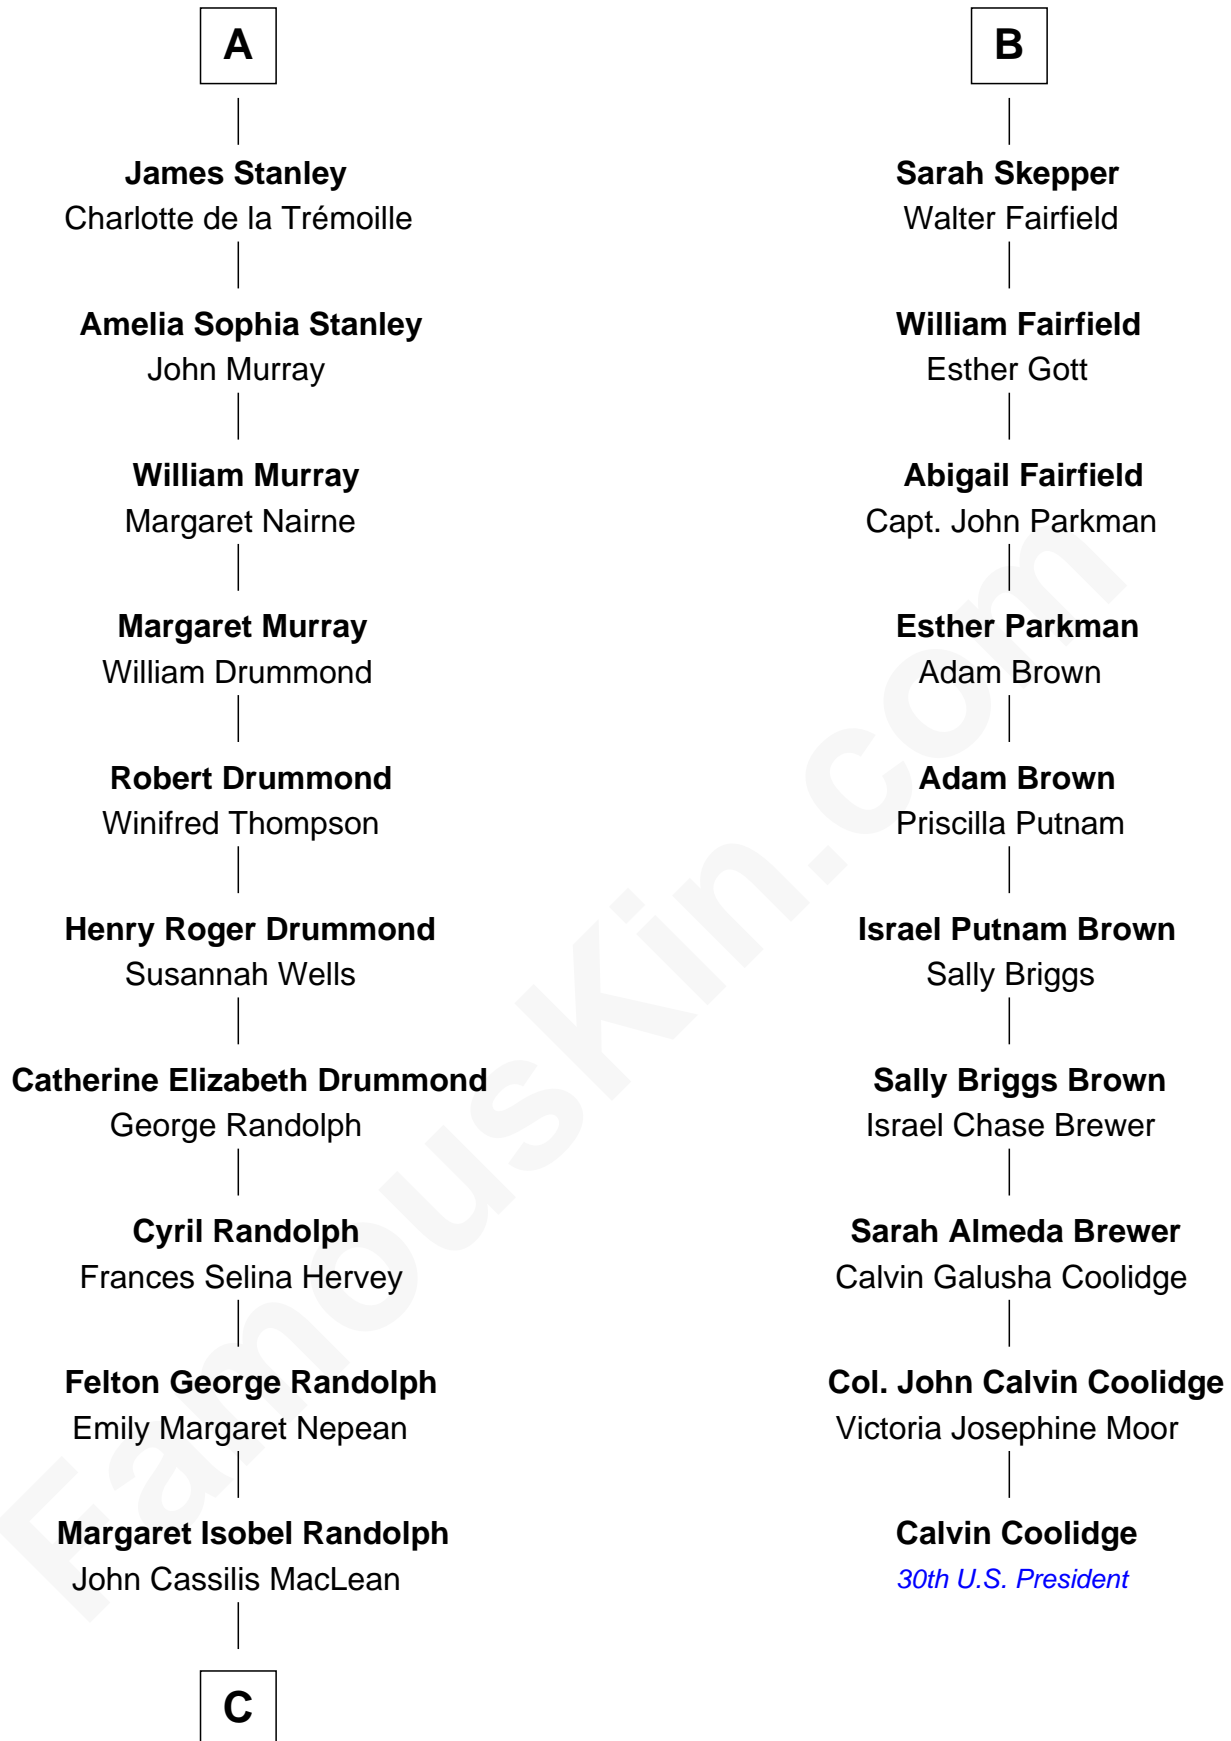 A
James Stanley
Charlotte de la Trémoille
Amelia Sophia Stanley
John Murray
William Murray
Margaret Nairne
Margaret Murray
William Drummond
Robert Drummond
Winifred Thompson
Henry Roger Drummond
Susannah Wells
Catherine Elizabeth Drummond
George Randolph
Cyril Randolph
Frances Selina Hervey
Felton George Randolph
Emily Margaret Nepean
Margaret Isobel Randolph
John Cassilis MacLean
C
B
Sarah Skepper
Walter Fairfield
William Fairfield
Esther Gott
Abigail Fairfield
Capt. John Parkman
Esther Parkman
Adam Brown
Adam Brown
Priscilla Putnam
Israel Putnam Brown
Sally Briggs
Sally Briggs Brown
Israel Chase Brewer
Sarah Almeda Brewer
Calvin Galusha Coolidge
Col. John Calvin Coolidge
Victoria Josephine Moor
Calvin Coolidge
30th U.S. President
FamousKin.com